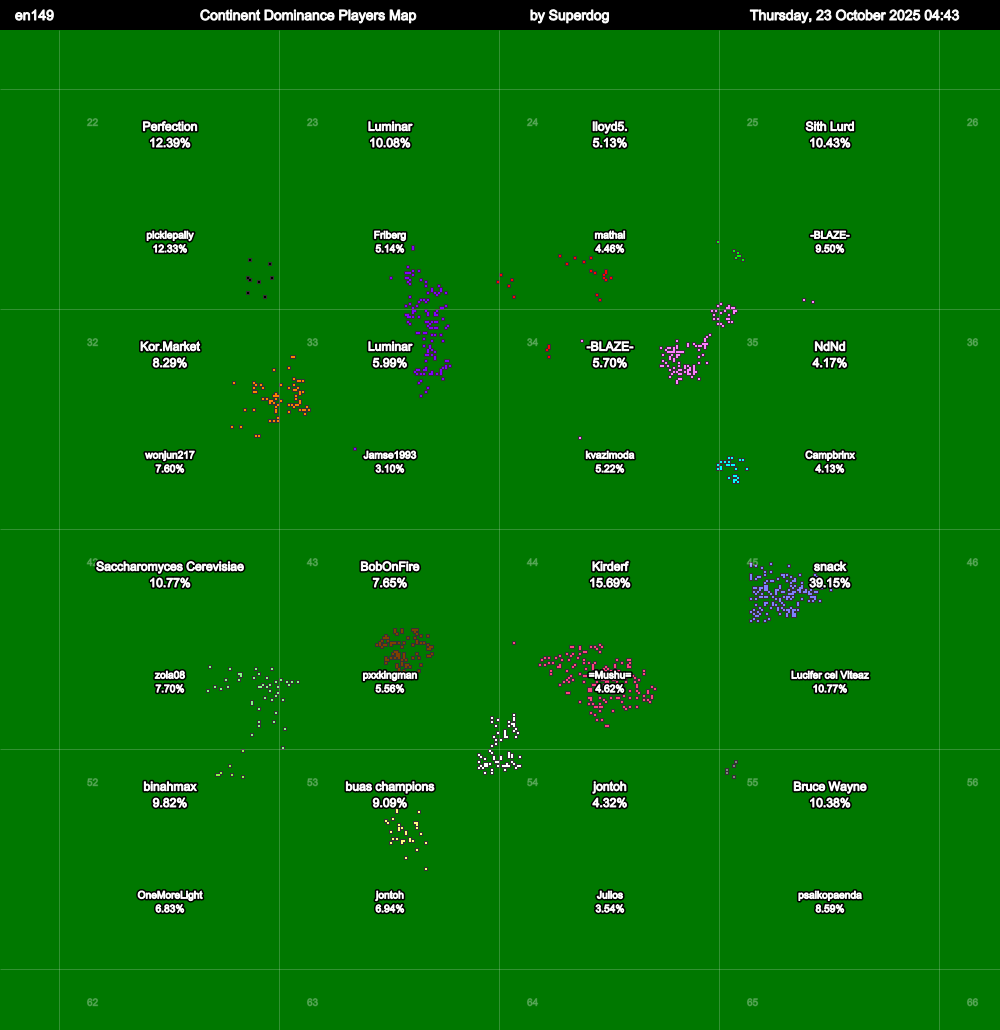 en149 Continent Dominance Players Map by Superdog Thursday, 23 October 2025 04:43
22 23 24 25 26
Perfection Luminar lloyd5. Sith Lurd
12.39% 10.08% 5.13% 10.43%
picklepally Friberg mathai -BLAZE-
12.33% 5.14% 4.46% 9.50%
32 33 34 35 36
Kor.Market Luminar -BLAZE- NdNd
8.29% 5.99% 5.70% 4.17%
wonjun217 Jamse1993 kvazimoda Campbrinx
7.60% 3.10% 5.22% 4.13%
42 43 44 45 46
Saccharomyces Cerevisiae BobOnFire Kirderf snack
10.77% 7.65% 15.69% 39.15%
zola08 pxxkingman =Mushu= Lucifer cel Viteaz
7.70% 5.56% 4.62% 10.77%
52 53 54 55 56
binahmax buas champions jontoh Bruce Wayne
9.82% 9.09% 4.32% 10.38%
OneMoreLight jontoh Julios psalkopaenda
6.83% 6.94% 3.54% 8.59%
62 63 64 65 66